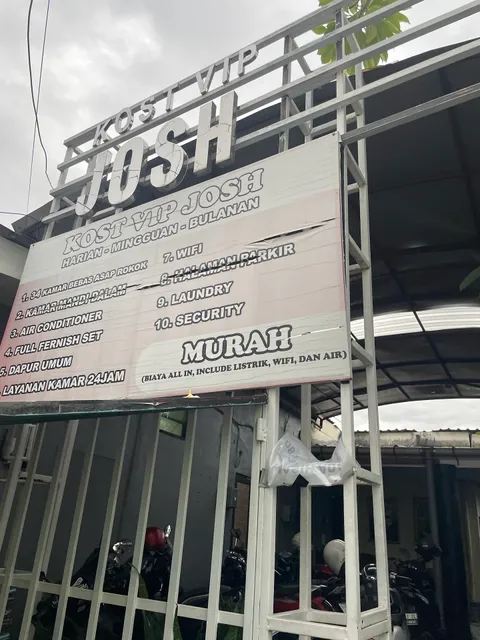 KOST VIP
JOSH
KOST VIP JOSH
HARIAN - MINGGUAN - BULANAN
1. 34 KAMAR BEBAS ASAP ROKOK
2. KAMAR MANDI DALAM
3. AIR CONDITIONER
4. FULL FERNISH SET
5. DAPUR UMUM
LAYANAN KAMAR 24JAM
7. WIFI
8. HALAMAN PARKIR
9. LAUNDRY
10. SECURITY
MURAH
(BIAYA ALL IN, INCLUDE LISTRIK, WIFI, DAN AIR)